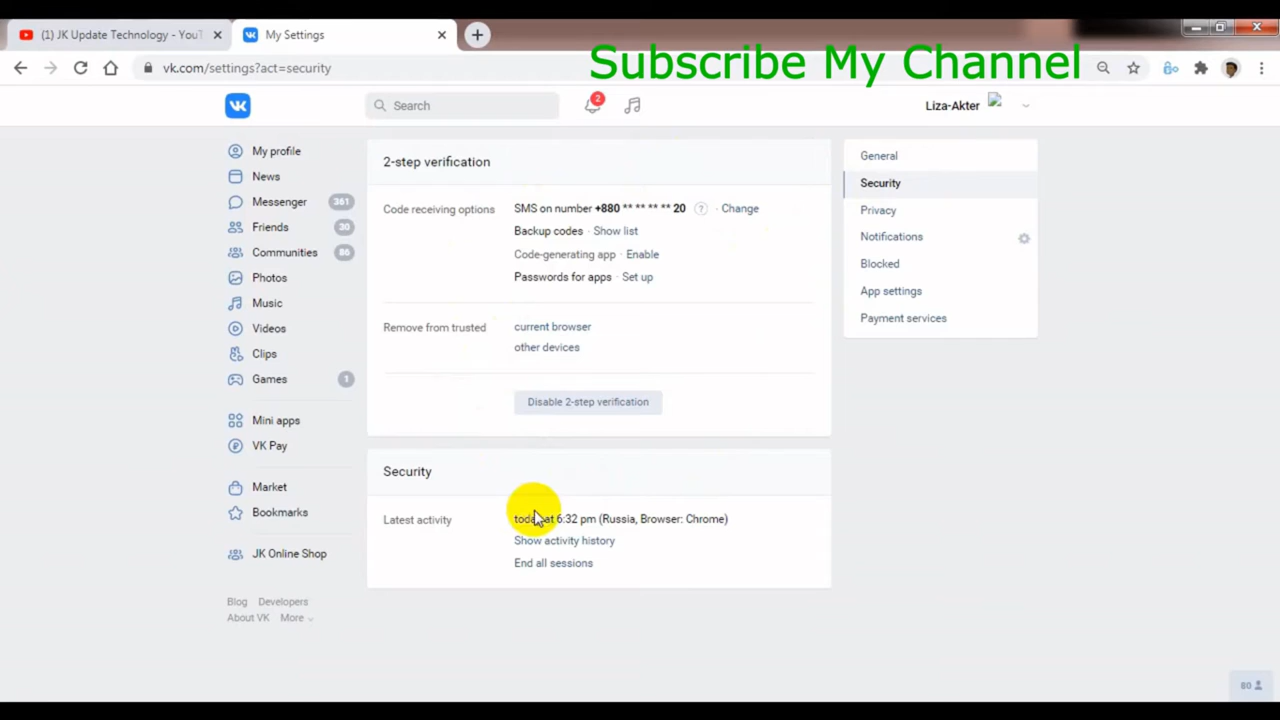 (1) JK Update Technology - YouT
My Settings
Subscribe My Channel
vk.com/settings?act=security
Search
2
Liza-Akter
My profile
News
Messenger 361
Friends 30
Communities 86
Photos
Music
Videos
Clips
Games 1
Mini apps
VK Pay
Market
Bookmarks
JK Online Shop
Blog Developers
About VK More
2-step verification
Code receiving options
SMS on number +880 ** ** ** ** 20 ? · Change
Backup codes · Show list
Code-generating app · Enable
Passwords for apps · Set up
Remove from trusted
current browser
other devices
Disable 2-step verification
Security
Latest activity
today at 6:32 pm (Russia, Browser: Chrome)
Show activity history
End all sessions
General
Security
Privacy
Notifications
Blocked
App settings
Payment services
80